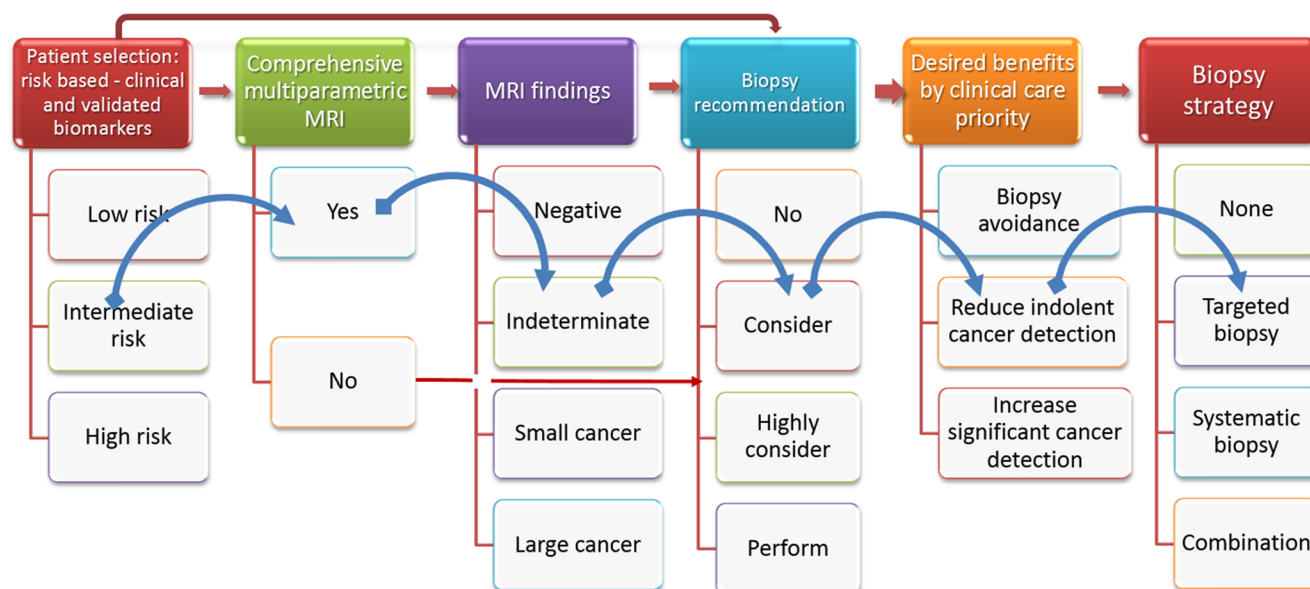 Patient selection:
risk based - clinical
and validated
biomarkers
Low risk
Intermediate
risk
High risk
Comprehensive
multiparametric
MRI
Yes
No
MRI findings
Negative
Indeterminate
Small cancer
Large cancer
Biopsy
recommendation
No
Consider
Highly
consider
Perform
Desired benefits
by clinical care
priority
Biopsy
avoidance
Reduce indolent
cancer detection
Increase
significant cancer
detection
Biopsy
strategy
None
Targeted
biopsy
Systematic
biopsy
Combination